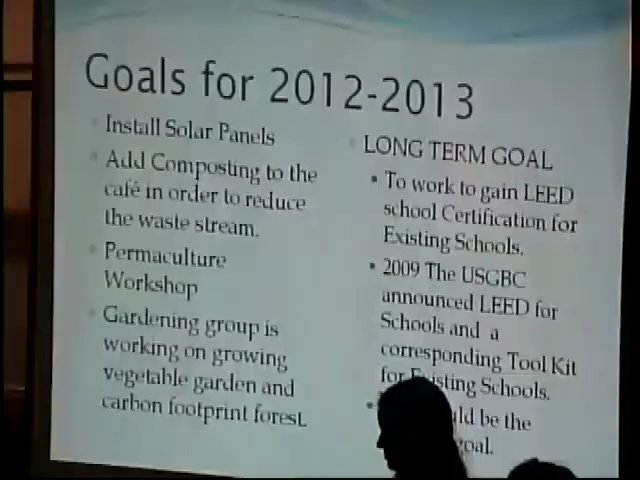 Goals for 2012-2013
Install Solar Panels
Add Composting to the
café in order to reduce
the waste stream.
Permaculture
Workshop
Gardening group is
working on growing
vegetable garden and
carbon footprint forest.
LONG TERM GOAL
To work to gain LEED
school Certification for
Existing Schools.
2009 The USGBC
announced LEED for
Schools and a
corresponding Tool Kit
for Existing Schools.
be the
goal.